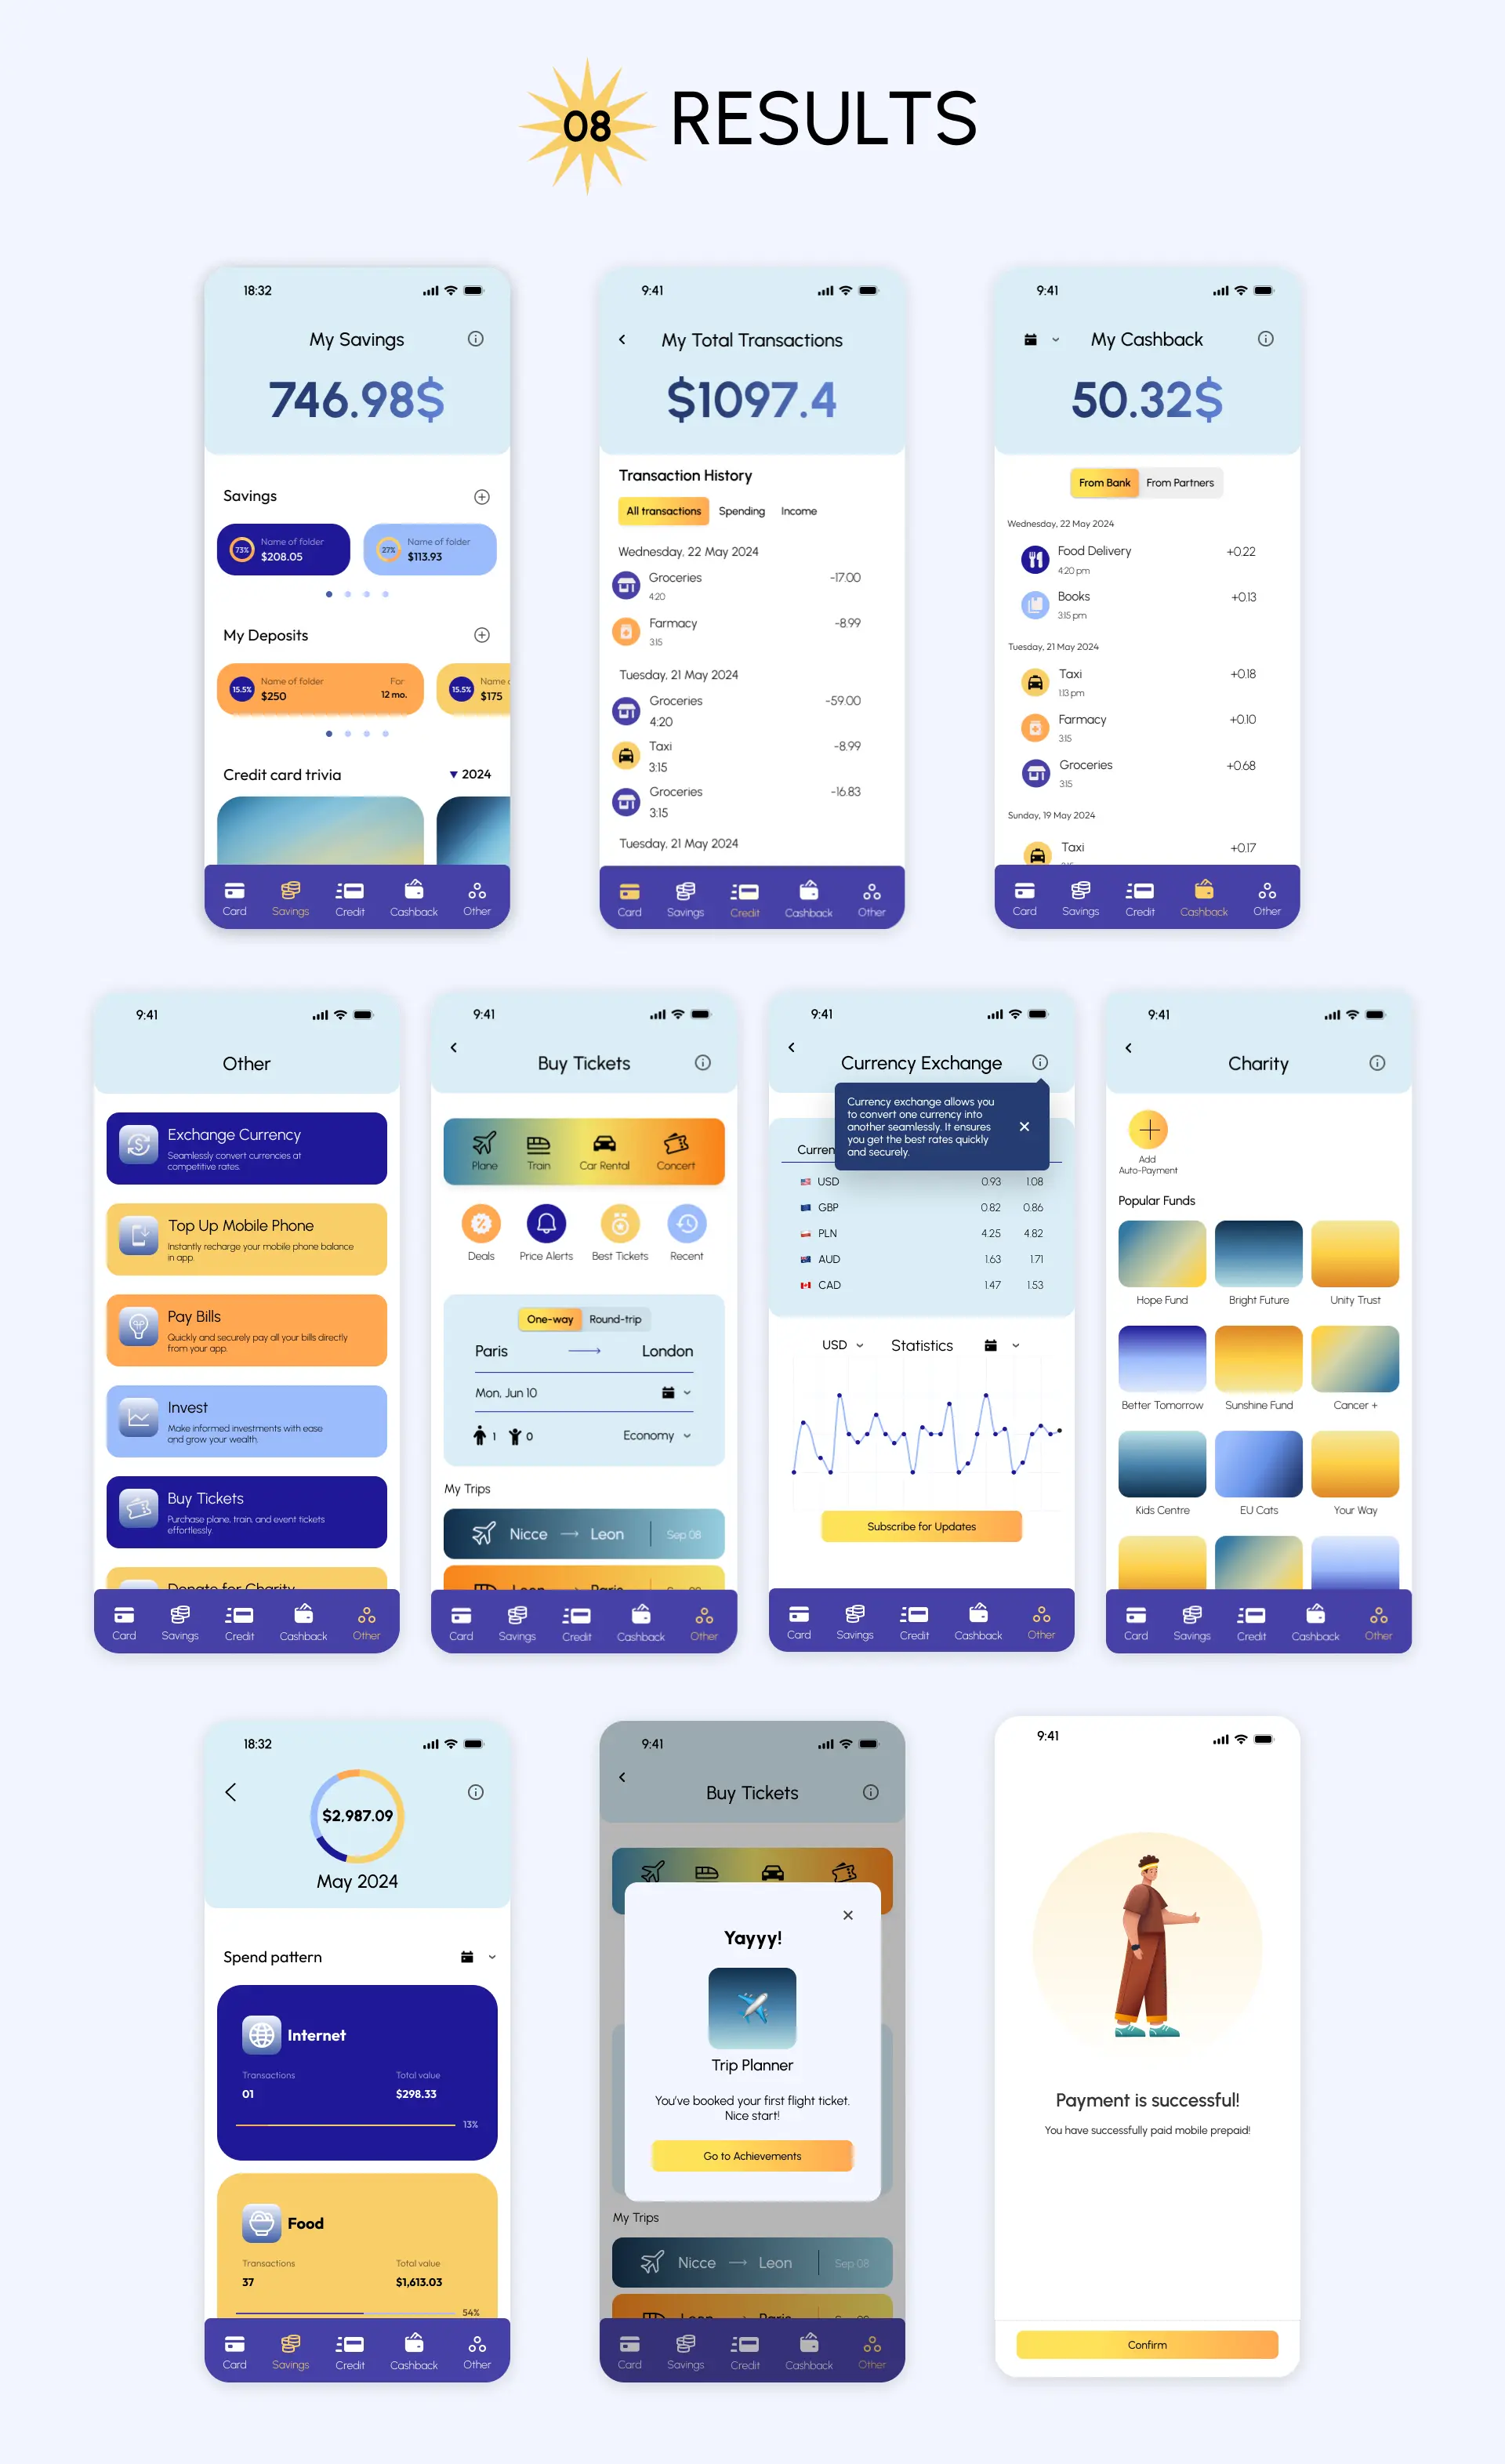 08 RESULTS
18:32
My Savings
746.98$
Savings
73%
Name of folder
$208.05
27%
Name of folder
$113.93
My Deposits
15.5%
Name of folder
$250
For
12 mo.
15.5%
Name
$175
Credit card trivia
2024
Card Savings Credit Cashback Other
9:41
My Total Transactions
$1097.4
Transaction History
All transactions Spending Income
Wednesday, 22 May 2024
Groceries -17.00
4:20
Farmacy -8.99
3:15
Tuesday, 21 May 2024
Groceries -59.00
4:20
Taxi -8.99
3:15
Groceries -16.83
3:15
Tuesday, 21 May 2024
Card Savings Credit Cashback Other
9:41
My Cashback
50.32$
From Bank From Partners
Wednesday, 22 May 2024
Food Delivery +0.22
4:20 pm
Books +0.13
3:15 pm
Tuesday, 21 May 2024
Taxi +0.18
1:13 pm
Farmacy +0.10
3:15
Groceries +0.68
3:15
Sunday, 19 May 2024
Taxi +0.17
Card Savings Credit Cashback Other
9:41
Other
Exchange Currency
Seamlessly convert currencies at
competitive rates.
Top Up Mobile Phone
Instantly recharge your mobile phone balance
in app.
Pay Bills
Quickly and securely pay all your bills directly
from your app.
Invest
Make informed investments with ease
and grow your wealth.
Buy Tickets
Purchase plane, train, and event tickets
effortlessly.
Donate for Charity
Card Savings Credit Cashback Other
9:41
Buy Tickets
Plane Train Car Rental Concert
Deals Price Alerts Best Tickets Recent
One-way Round-trip
Paris London
Mon, Jun 10
1 0 Economy
My Trips
Nicce Leon Sep 08
Leon Paris
Card Savings Credit Cashback Other
9:41
Currency Exchange
Currency exchange allows you
to convert one currency into
another seamlessly. It ensures
you get the best rates quickly
and securely.
Curren
USD 0.93 1.08
GBP 0.82 0.86
PLN 4.25 4.82
AUD 1.63 1.71
CAD 1.47 1.53
USD Statistics
Subscribe for Updates
Card Savings Credit Cashback Other
9:41
Charity
Add
Auto-Payment
Popular Funds
Hope Fund Bright Future Unity Trust
Better Tomorrow Sunshine Fund Cancer +
Kids Centre EU Cats Your Way
Card Savings Credit Cashback Other
18:32
$2,987.09
May 2024
Spend pattern
Internet
Transactions Total value
01 $298.33
13%
Food
Transactions Total value
37 $1,613.03
54%
Card Savings Credit Cashback Other
9:41
Buy Tickets
Yayyy!
Trip Planner
You've booked your first flight ticket.
Nice start!
Go to Achievements
My Trips
Nicce Leon Sep 08
Leon Paris
Card Savings Credit Cashback Other
9:41
Payment is successful!
You have successfully paid mobile prepaid!
Confirm